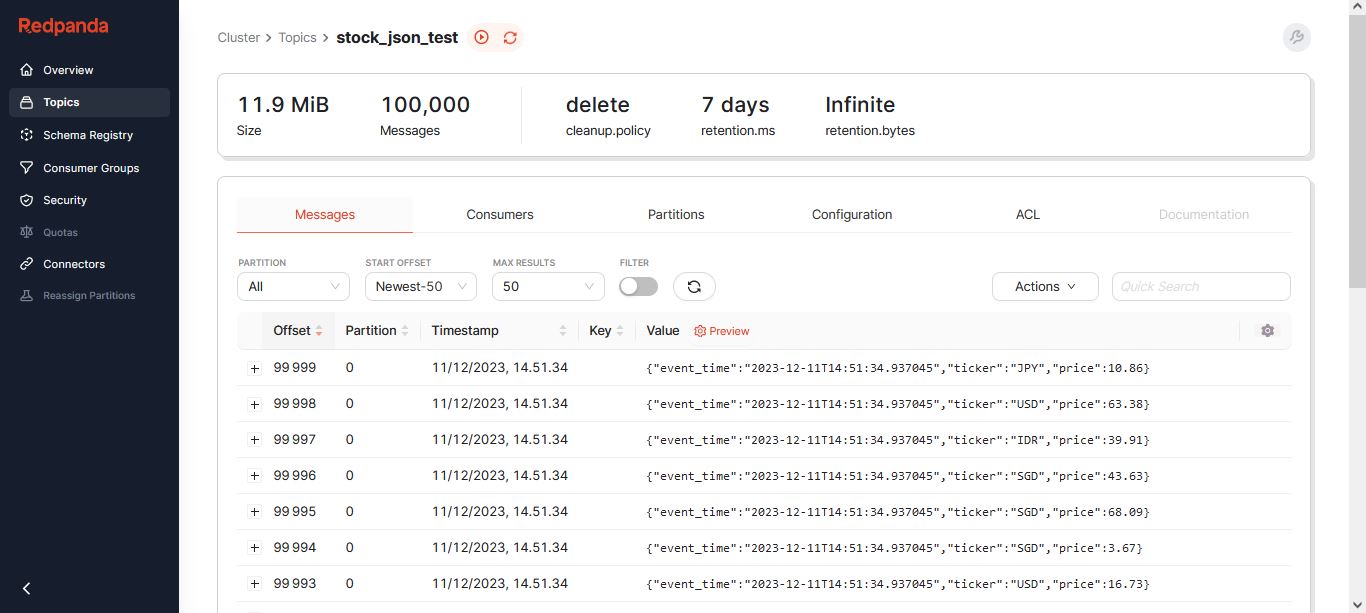 Redpanda
Overview
Topics
Schema Registry
Consumer Groups
Security
Quotas
Connectors
Reassign Partitions
Cluster > Topics > stock_json_test
11.9 MiB 100,000 delete 7 days Infinite
Size Messages cleanup.policy retention.ms retention.bytes
Messages Consumers Partitions Configuration ACL Documentation
PARTITION START OFFSET MAX RESULTS FILTER
All Newest-50 50 Actions Quick Search
Offset Partition Timestamp Key Value Preview
+ 99 999 0 11/12/2023, 14.51.34 {"event_time":"2023-12-11T14:51:34.937045","ticker":"JPY","price":10.86}
+ 99 998 0 11/12/2023, 14.51.34 {"event_time":"2023-12-11T14:51:34.937045","ticker":"USD","price":63.38}
+ 99 997 0 11/12/2023, 14.51.34 {"event_time":"2023-12-11T14:51:34.937045","ticker":"IDR","price":39.91}
+ 99 996 0 11/12/2023, 14.51.34 {"event_time":"2023-12-11T14:51:34.937045","ticker":"SGD","price":43.63}
+ 99 995 0 11/12/2023, 14.51.34 {"event_time":"2023-12-11T14:51:34.937045","ticker":"SGD","price":68.09}
+ 99 994 0 11/12/2023, 14.51.34 {"event_time":"2023-12-11T14:51:34.937045","ticker":"SGD","price":3.67}
+ 99 993 0 11/12/2023, 14.51.34 {"event_time":"2023-12-11T14:51:34.937045","ticker":"USD","price":16.73}